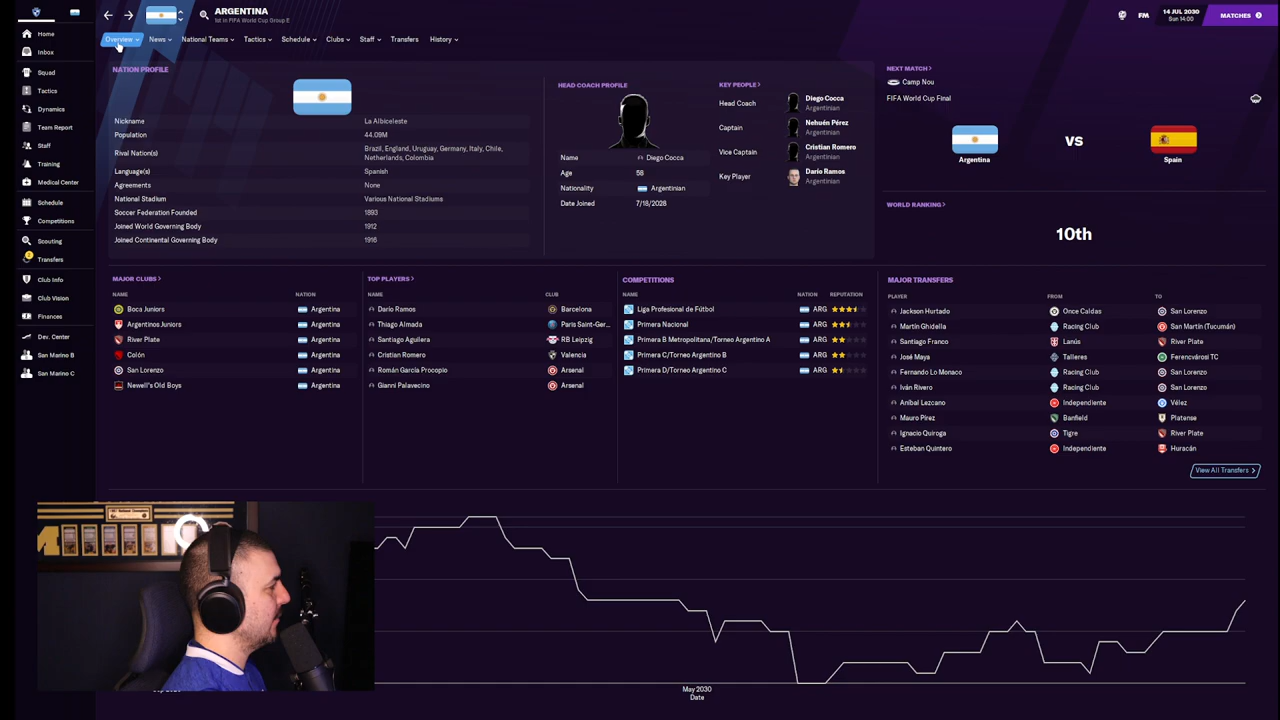 ARGENTINA
1st in FIFA World Cup Group E
FM
14 JUL 2030
Sun 14:00
MATCHES
Overview
News
National Teams
Tactics
Schedule
Clubs
Staff
Transfers
History
Home
Inbox
Squad
Tactics
Dynamics
Team Report
Staff
Training
Medical Center
Schedule
Competitions
Scouting
Transfers
Club Info
Club Vision
Finances
Dev. Center
San Marino B
San Marino C
NATION PROFILE
Nickname La Albiceleste
Population 44.09M
Rival Nation(s) Brazil, England, Uruguay, Germany, Italy, Chile,
Netherlands, Colombia
Language(s) Spanish
Agreements None
National Stadium Various National Stadiums
Soccer Federation Founded 1893
Joined World Governing Body 1912
Joined Continental Governing Body 1916
HEAD COACH PROFILE
Name Diego Cocca
Age 58
Nationality Argentinian
Date Joined 7/18/2028
KEY PEOPLE
Head Coach Diego Cocca
Argentinian
Captain Nehuén Pérez
Argentinian
Vice Captain Cristian Romero
Argentinian
Key Player Darío Ramos
Argentinian
NEXT MATCH
Camp Nou
FIFA World Cup Final
Argentina VS Spain
WORLD RANKING
10th
MAJOR CLUBS
NAME NATION
Boca Juniors Argentina
Argentinos Juniors Argentina
River Plate Argentina
Colón Argentina
San Lorenzo Argentina
Newell's Old Boys Argentina
TOP PLAYERS
NAME CLUB
Darío Ramos Barcelona
Thiago Almada Paris Saint-Ger...
Santiago Aguilera RB Leipzig
Cristian Romero Valencia
Román García Procopio Arsenal
Gianni Palavecino Arsenal
COMPETITIONS
NAME NATION REPUTATION
Liga Profesional de Fútbol ARG
Primera Nacional ARG
Primera B Metropolitana/Torneo Argentino A ARG
Primera C/Torneo Argentino B ARG
Primera D/Torneo Argentino C ARG
MAJOR TRANSFERS
PLAYER FROM TO
Jackson Hurtado Once Caldas San Lorenzo
Martín Ghidella Racing Club San Martín (Tucumán)
Santiago Franco Lanús River Plate
José Maya Talleres Ferencvárosi TC
Fernando Lo Monaco Racing Club San Lorenzo
Iván Rivero Racing Club San Lorenzo
Aníbal Lezcano Independiente Vélez
Mauro Pírez Banfield Platense
Ignacio Quiroga Tigre River Plate
Esteban Quintero Independiente Huracán
View All Transfers
May 2030
Date